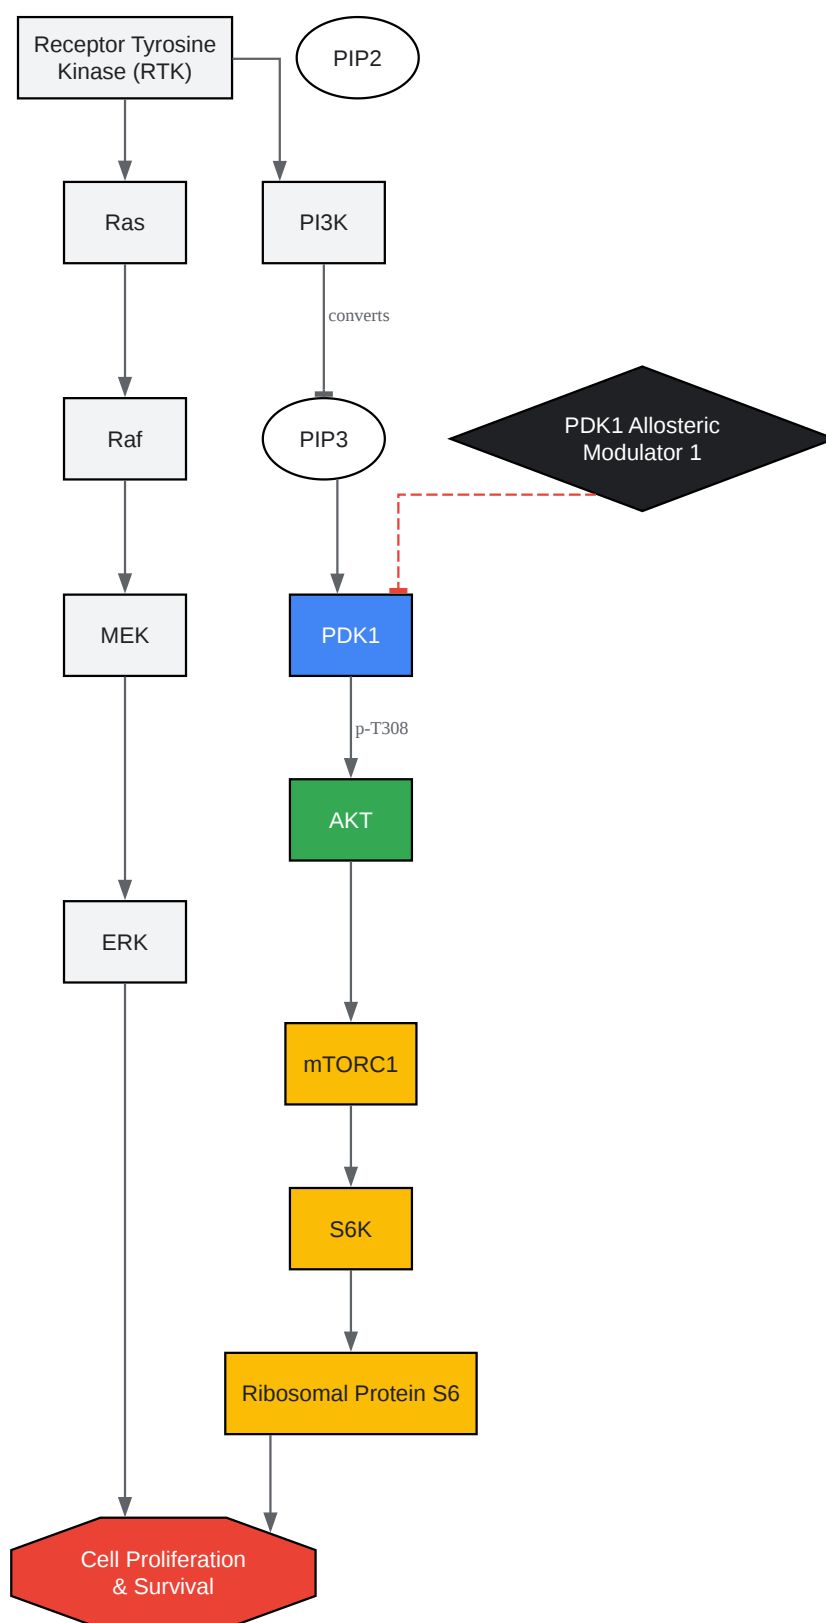 Receptor Tyrosine
Kinase (RTK)
PIP2
Ras
PI3K
converts
Raf
PIP3
PDK1 Allosteric
Modulator 1
MEK
PDK1
p-T308
AKT
ERK
mTORC1
S6K
Ribosomal Protein S6
Cell Proliferation
& Survival